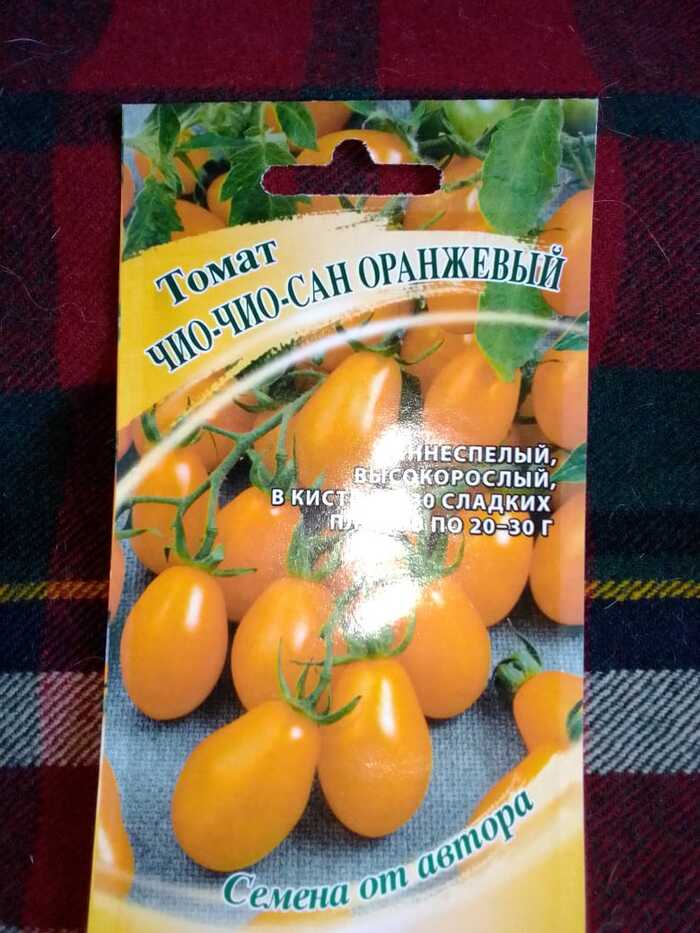 Томат
ЧИО-ЧИО-САН ОРАНЖЕВЫЙ
ВЫСОКОРОСЛЫЙ,
В СЛАДКИХ
ПО 20–30 Г
Семена от автора